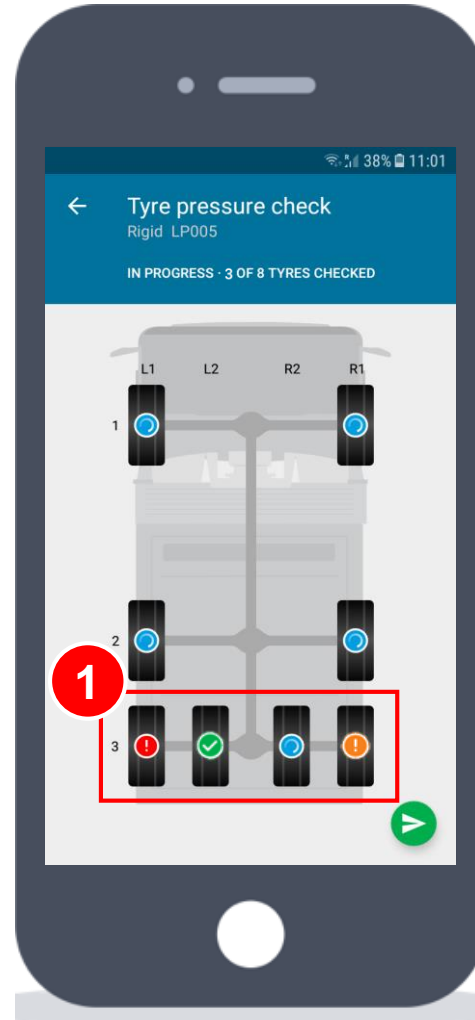 38% 11:01
Tyre pressure check
Rigid LP005
IN PROGRESS · 3 OF 8 TYRES CHECKED
L1 L2 R2 R1
1
2
1
3